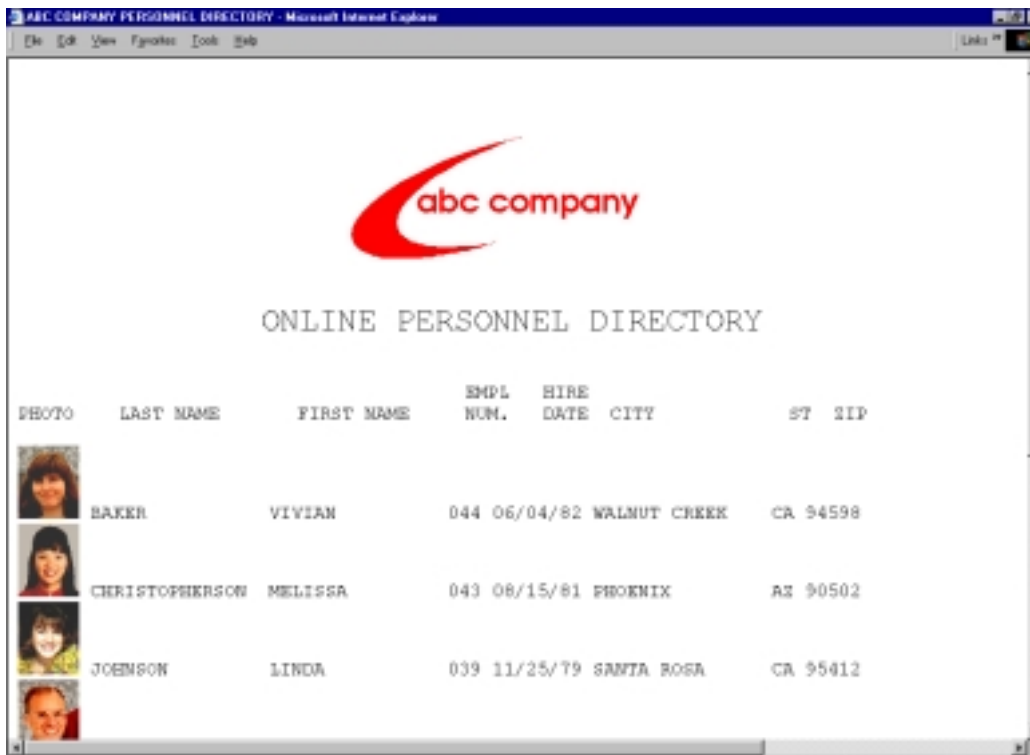 ABC COMPANY PERSONNEL DIRECTORY - Microsoft Internet Explorer
File Edit View Favorites Tools Help Links »
abc company
ONLINE PERSONNEL DIRECTORY
EMPL HIRE
PHOTO LAST NAME FIRST NAME NUM. DATE CITY ST ZIP
BAKER VIVIAN 044 06/04/82 WALNUT CREEK CA 94598
CHRISTOPHERSON MELISSA 043 08/15/81 PHOENIX AZ 90502
JOHNSON LINDA 039 11/25/79 SANTA ROSA CA 95412